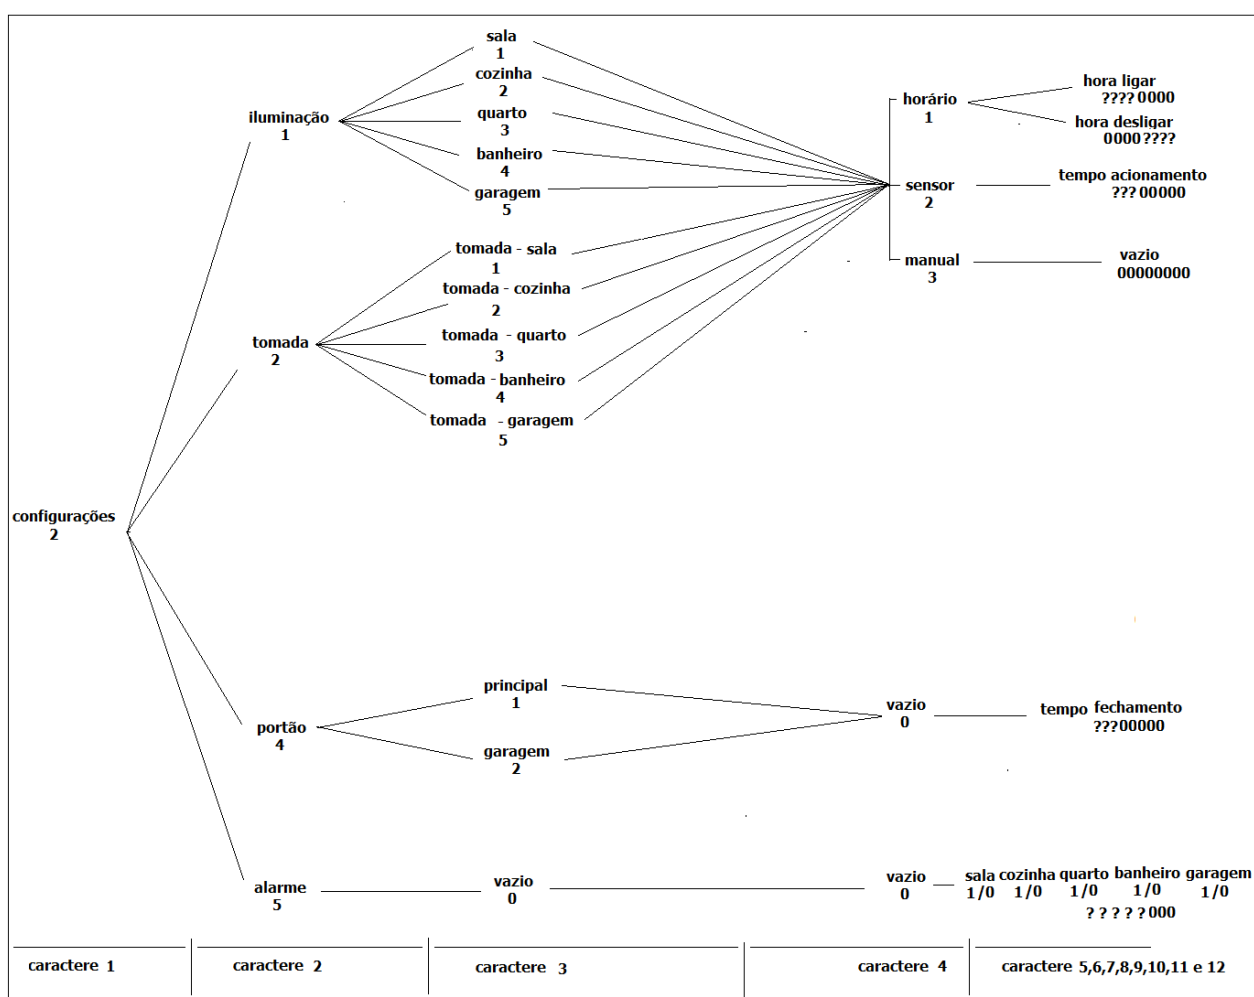 sala
1
cozinha
2
quarto
3
banheiro
4
garagem
5
iluminação
1
horário
1
hora ligar
???? 0000
hora desligar
0000 ????
sensor
2
tempo acionamento
??? 00000
manual
3
vazio
00000000
tomada - sala
1
tomada - cozinha
2
tomada - quarto
3
tomada - banheiro
4
tomada - garagem
5
tomada
2
configurações
2
portão
4
principal
1
garagem
2
vazio
0
tempo fechamento
???00000
alarme
5
vazio
0
vazio
0
sala cozinha quarto banheiro garagem
1/0 1/0 1/0 1/0 1/0
? ? ? ? ? 000
caractere 1 caractere 2 caractere 3 caractere 4 caractere 5,6,7,8,9,10,11 e 12